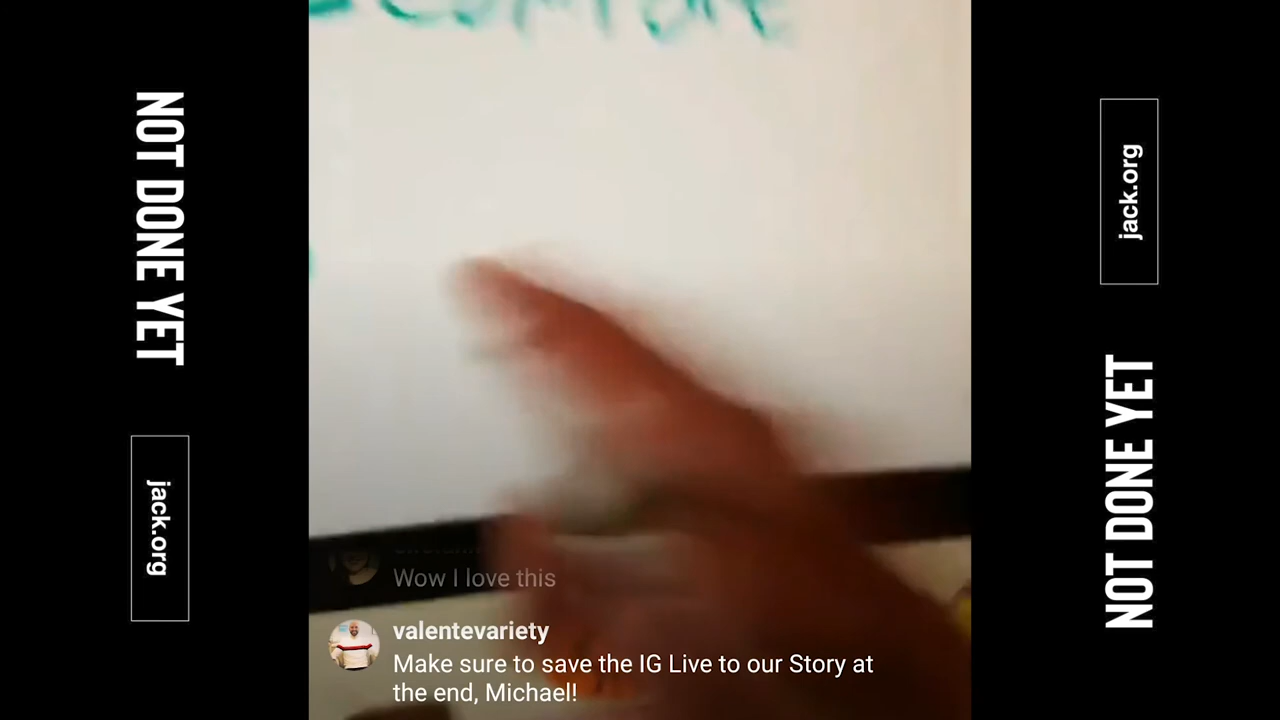 NOT DONE YET
jack.org
Wow I love this
valentevariety
Make sure to save the IG Live to our Story at
the end, Michael!
jack.org
NOT DONE YET